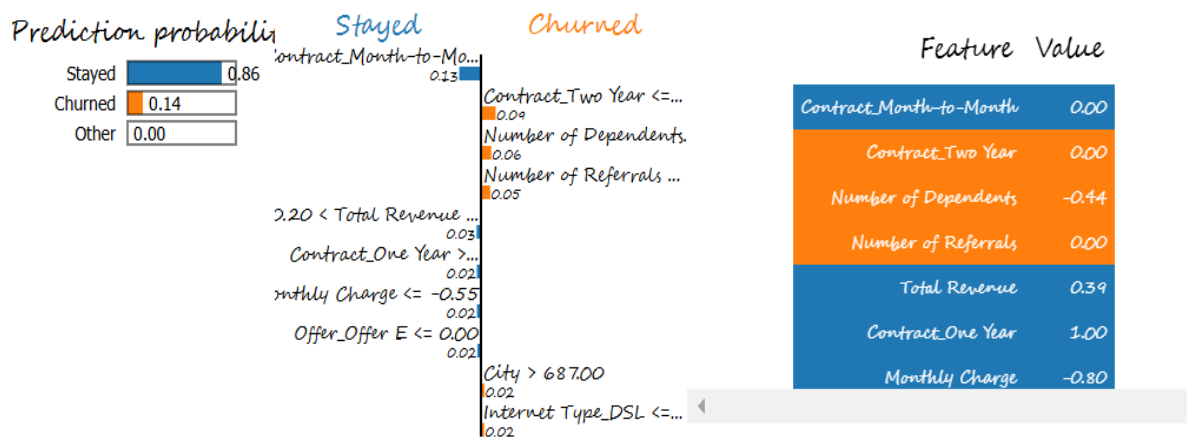 Prediction probabili
Stayed 0.86
Churned 0.14
Other 0.00
Stayed Churned
ontract_Month-to-Mo...
0.13
Contract_Two Year <=...
0.09
Number of Dependents.
0.06
Number of Referrals ...
0.05
0.20 < Total Revenue ...
0.03
Contract_One Year >...
0.02
onthly Charge <= -0.55
0.02
Offer_Offer E <= 0.00
0.02
City > 687.00
0.02
Internet Type_DSL <=...
0.02
Feature Value
Contract_Month-to-Month 0.00
Contract_Two Year 0.00
Number of Dependents -0.44
Number of Referrals 0.00
Total Revenue 0.39
Contract_One Year 1.00
Monthly Charge -0.80